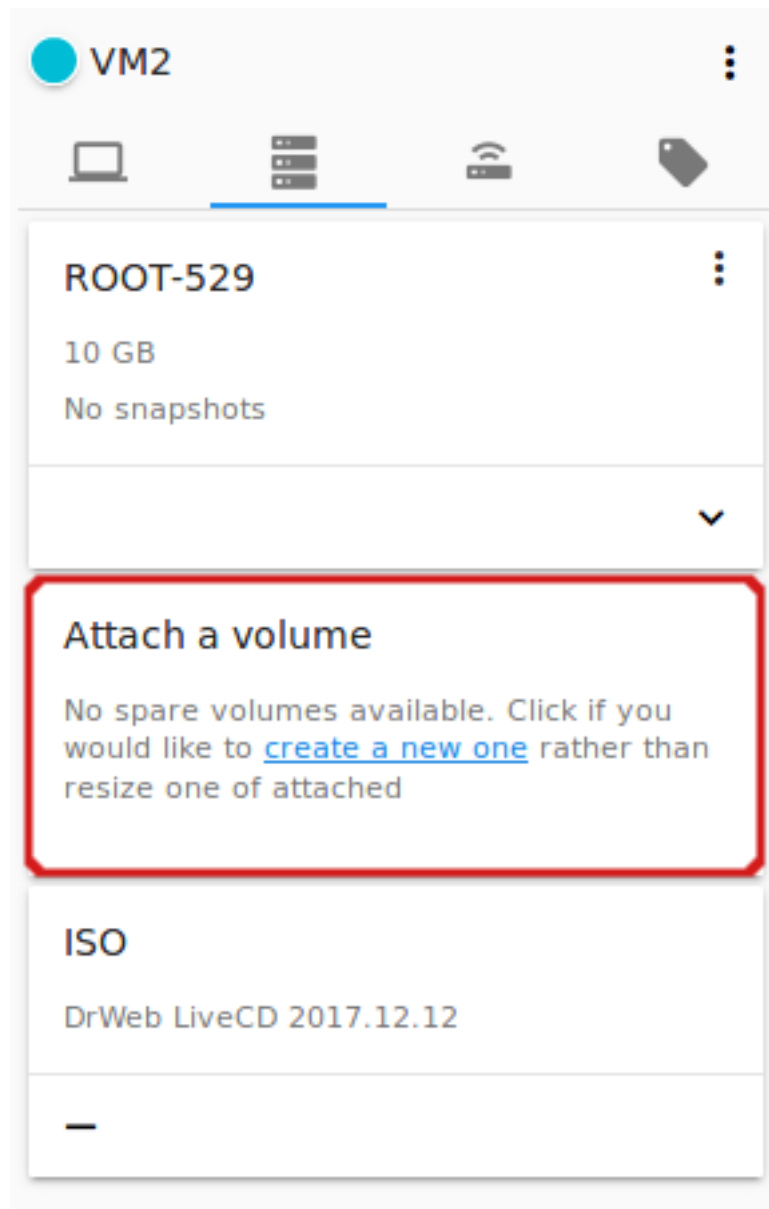 VM2
ROOT-529
10 GB
No snapshots
Attach a volume
No spare volumes available. Click if you
would like to create a new one rather than
resize one of attached
ISO
DrWeb LiveCD 2017.12.12